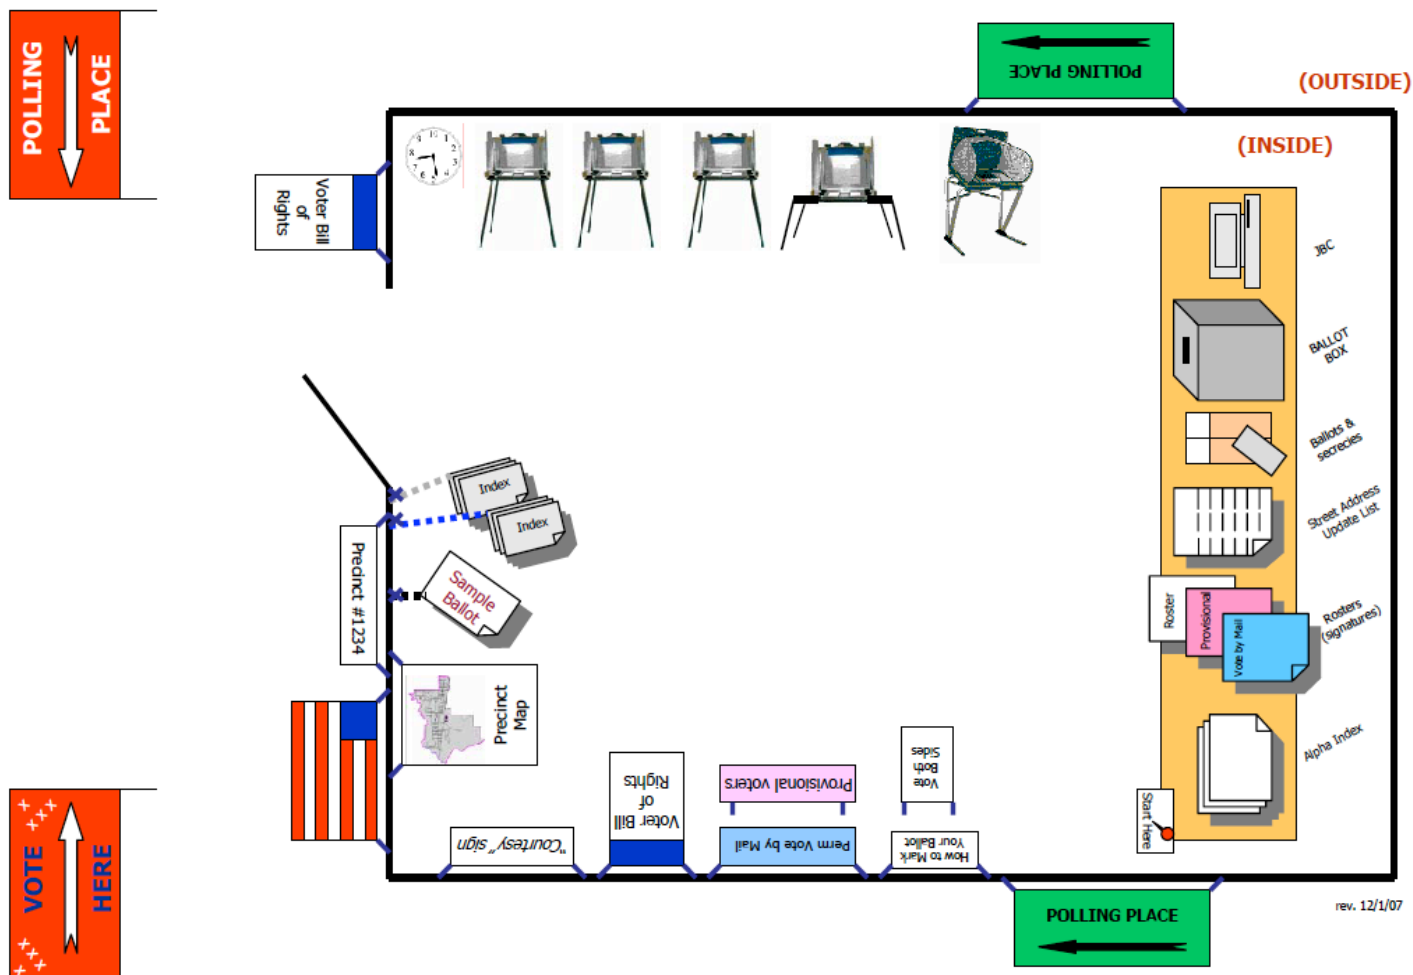 POLLING
PLACE
POLLING PLACE
(OUTSIDE)
(INSIDE)
Voter Bill
of
Rights
JBC
BALLOT
BOX
Ballots &
secrecies
Street Address
Update List
Index
Index
Sample
Ballot
Precinct #1234
Precinct
Map
Roster
Provisional
Vote by Mail
Rosters
(signatures)
Alpha Index
Start Here
Vote
Both
Sides
Provisional voters
Voter Bill
of
Rights
"Courtesy" sign
Perm Vote by Mail
How to Mark
Your Ballot
VOTE
HERE
POLLING PLACE
rev. 12/1/07